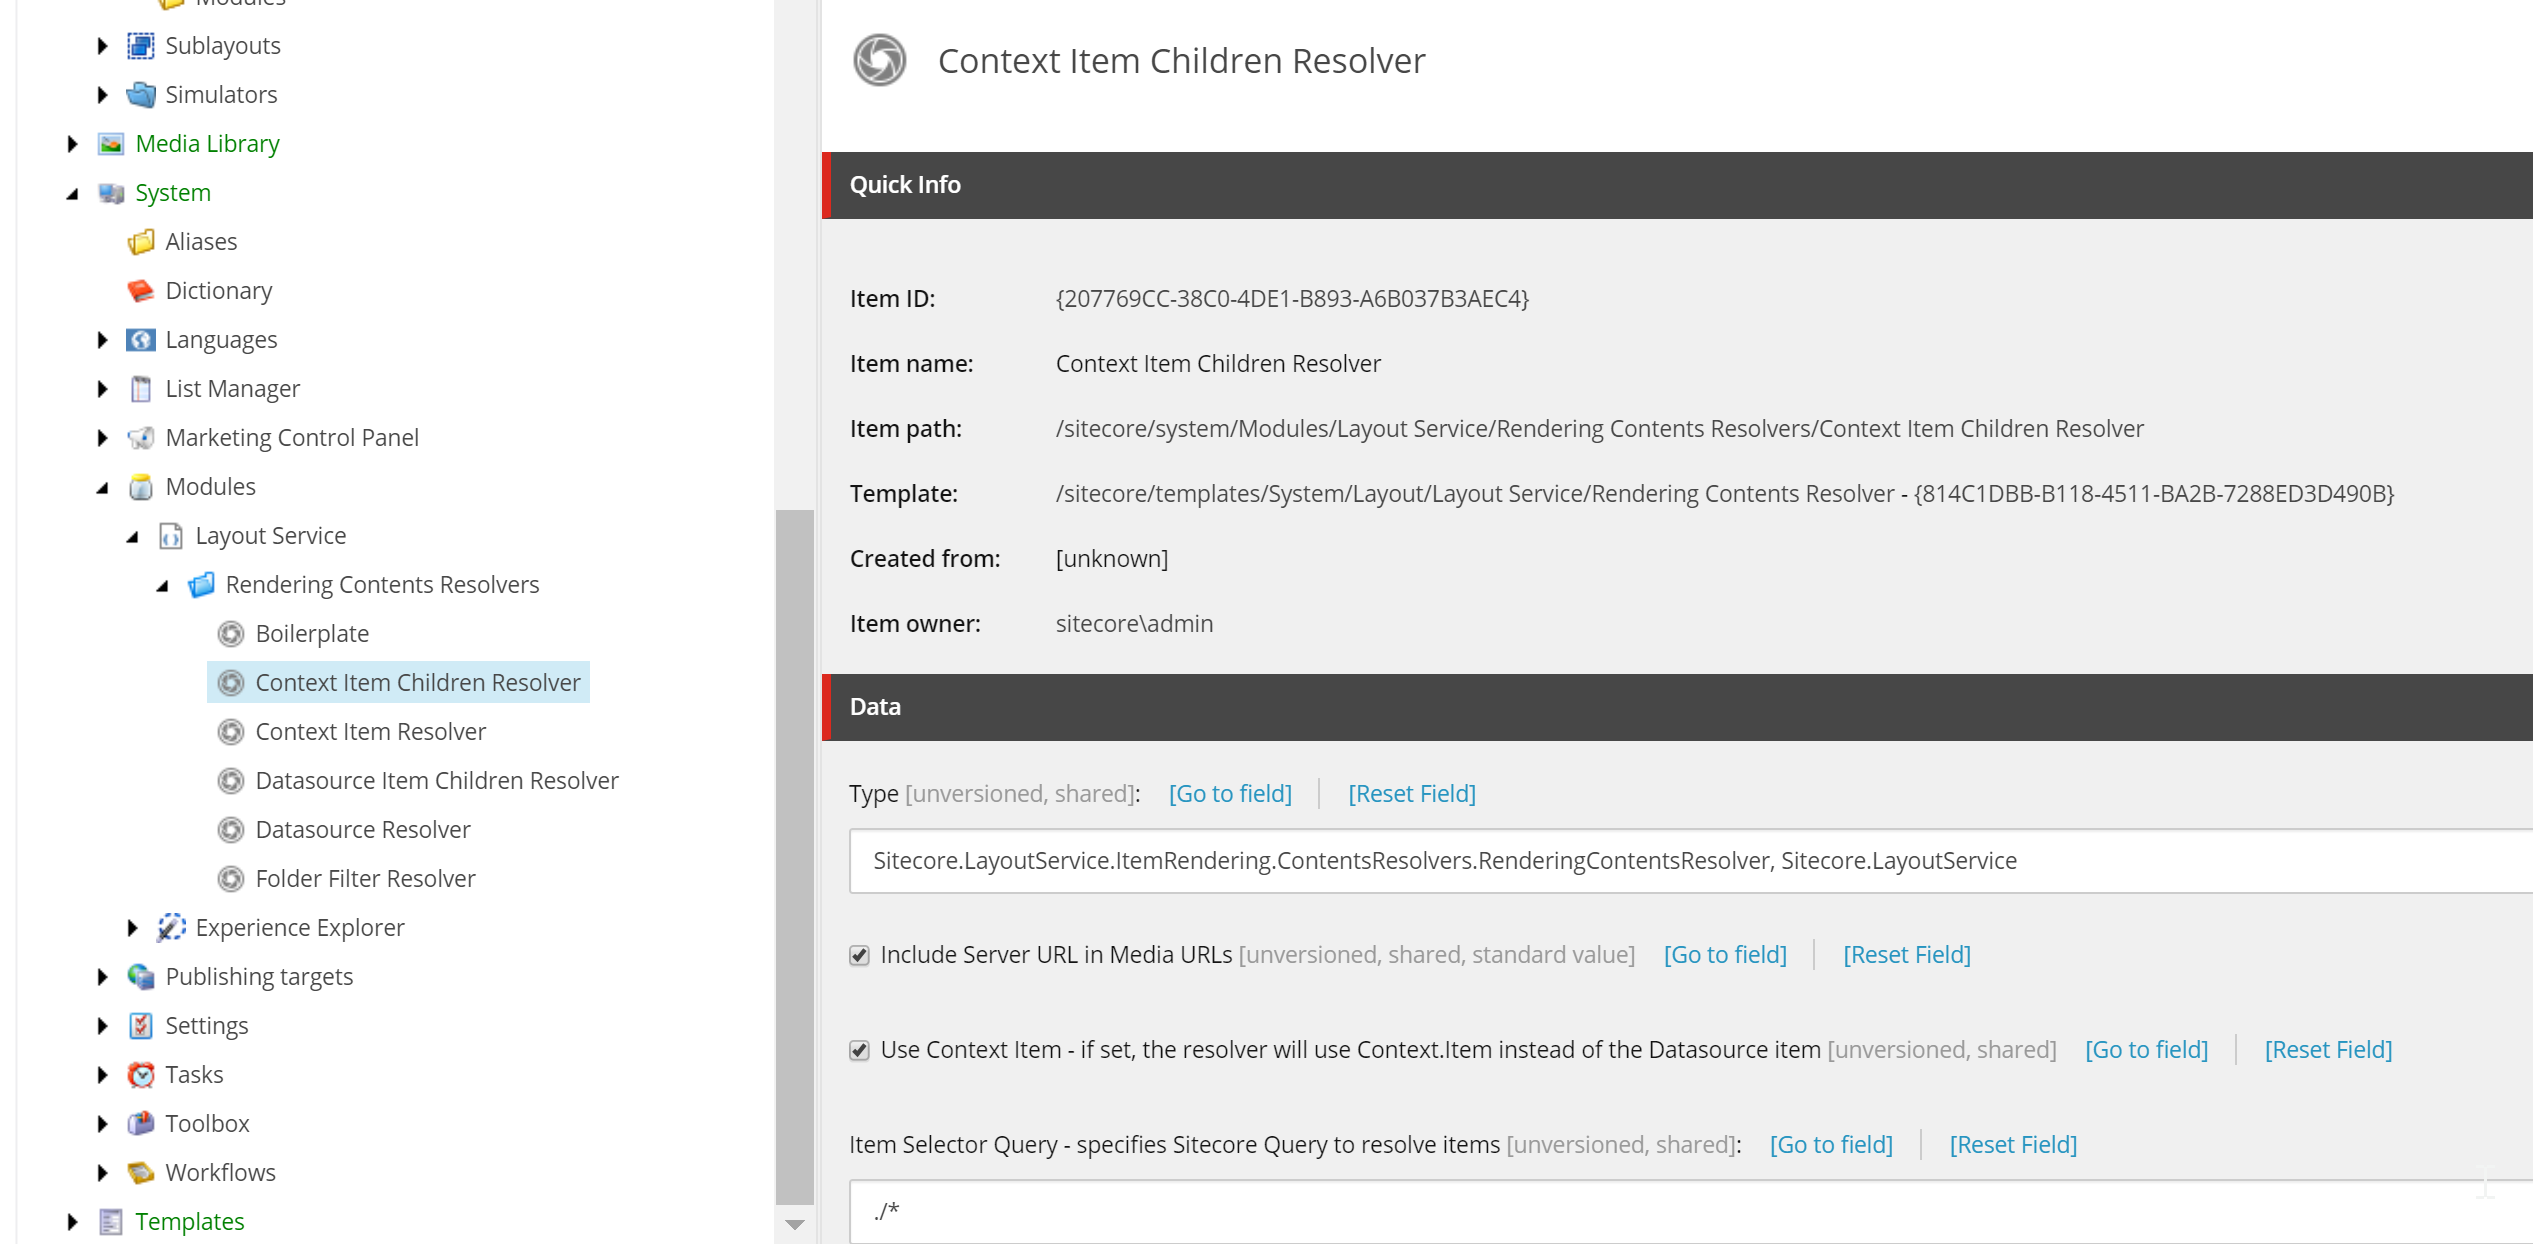 Modules
Sublayouts
Simulators
Media Library
System
Aliases
Dictionary
Languages
List Manager
Marketing Control Panel
Modules
Layout Service
Rendering Contents Resolvers
Boilerplate
Context Item Children Resolver
Context Item Resolver
Datasource Item Children Resolver
Datasource Resolver
Folder Filter Resolver
Experience Explorer
Publishing targets
Settings
Tasks
Toolbox
Workflows
Templates
Context Item Children Resolver
Quick Info
Item ID: {207769CC-38C0-4DE1-B893-A6B037B3AEC4}
Item name: Context Item Children Resolver
Item path: /sitecore/system/Modules/Layout Service/Rendering Contents Resolvers/Context Item Children Resolver
Template: /sitecore/templates/System/Layout/Layout Service/Rendering Contents Resolver - {814C1DBB-B118-4511-BA2B-7288ED3D490B}
Created from: [unknown]
Item owner: sitecore\admin
Data
Type [unversioned, shared]: [Go to field] [Reset Field]
Sitecore.LayoutService.ItemRendering.ContentsResolvers.RenderingContentsResolver, Sitecore.LayoutService
Include Server URL in Media URLs [unversioned, shared, standard value] [Go to field] [Reset Field]
Use Context Item - if set, the resolver will use Context.Item instead of the Datasource item [unversioned, shared] [Go to field] [Reset Field]
Item Selector Query - specifies Sitecore Query to resolve items [unversioned, shared]: [Go to field] [Reset Field]
./*